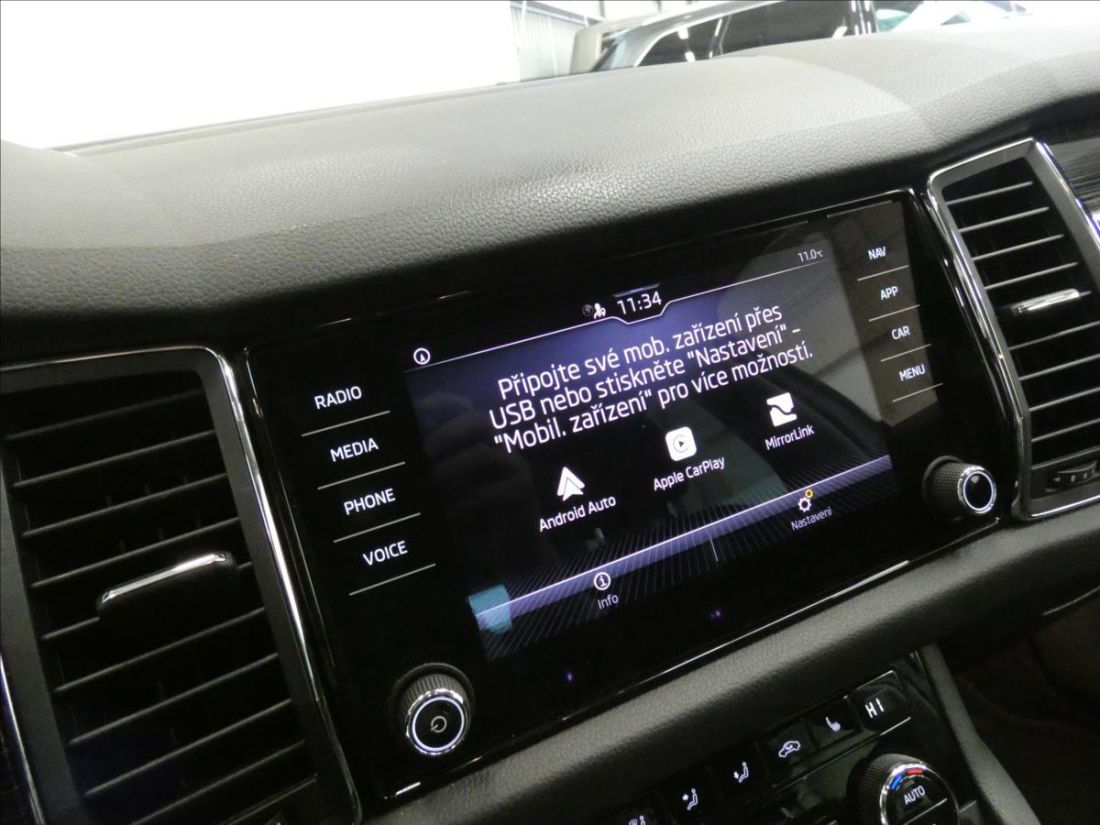 11.0°C
11:34
Připojte své mob. zařízení přes
USB nebo stiskněte "Nastavení" -
"Mobil. zařízení" pro více možností.
Android Auto
Apple CarPlay
MirrorLink
Info
Nastavení
RADIO
MEDIA
PHONE
VOICE
NAV
APP
CAR
MENU
HI
AUTO